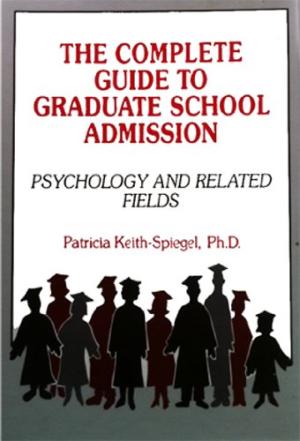 THE COMPLETE
GUIDE TO
GRADUATE SCHOOL
ADMISSION
PSYCHOLOGY AND RELATED
FIELDS
Patricia Keith-Spiegel, Ph.D.